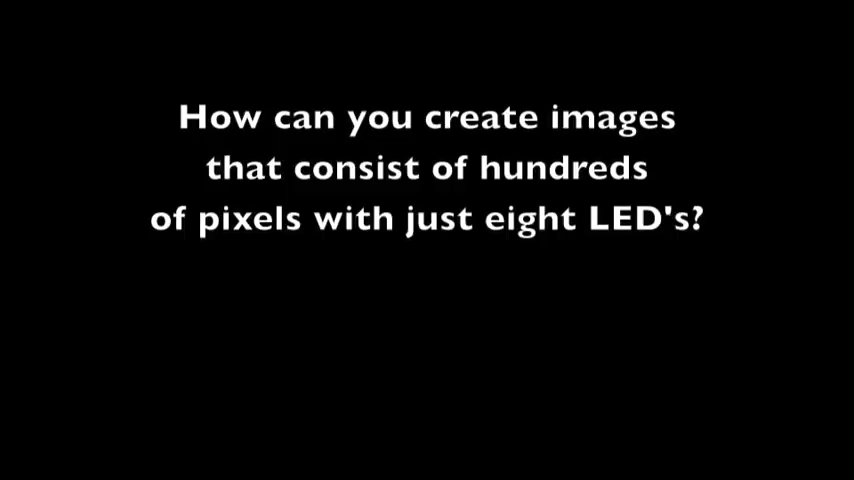 How can you create images
that consist of hundreds
of pixels with just eight LED's?